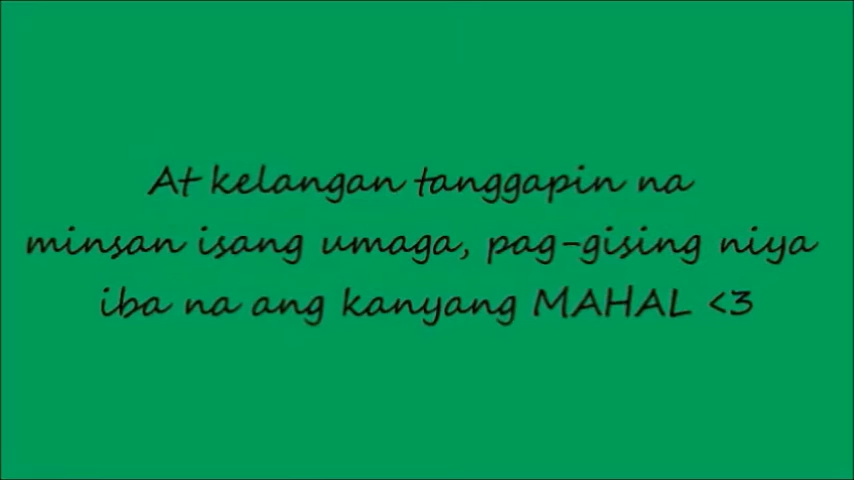 At kelangan tanggapin na
minsan isang umaga, pag-gising niya
iba na ang kanyang MAHAL <3